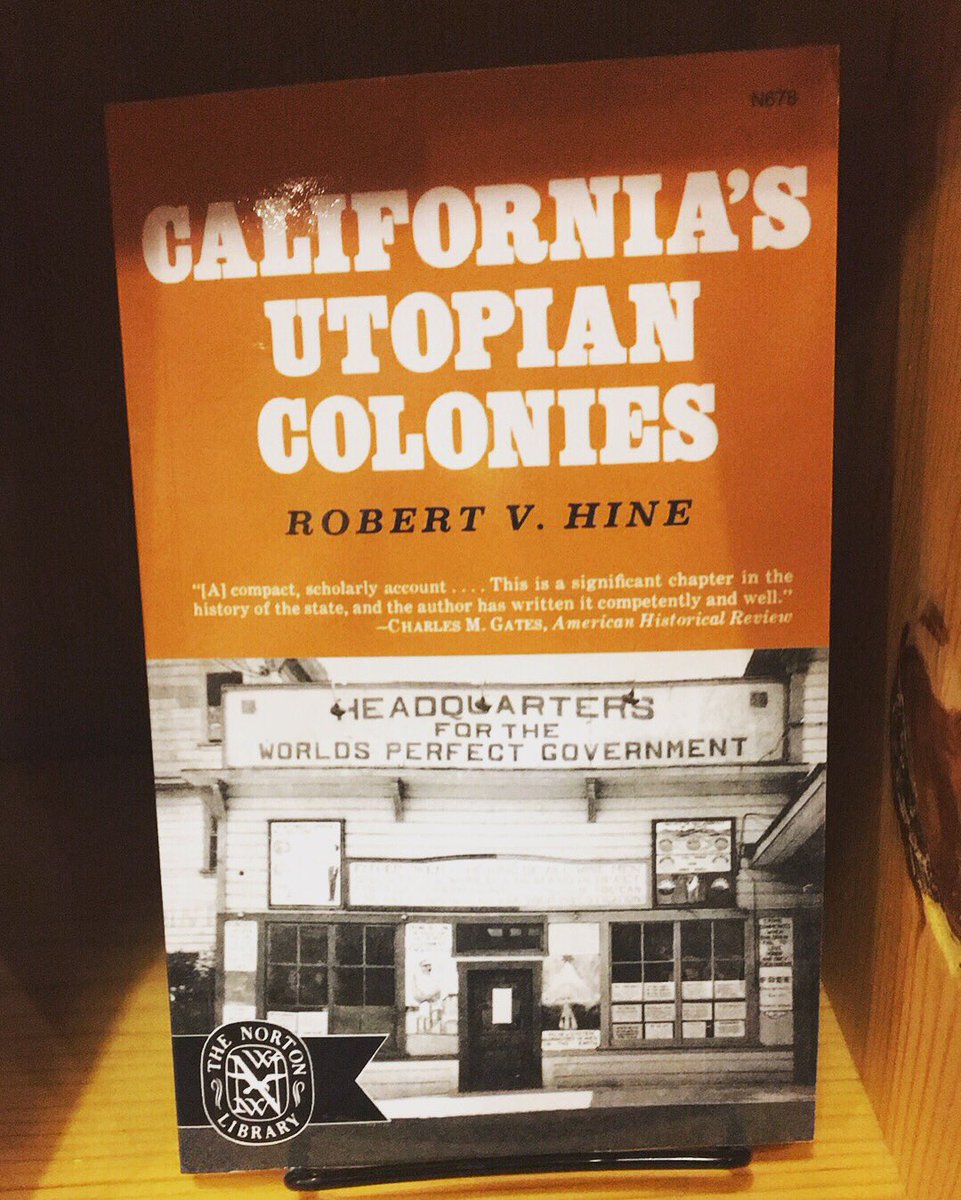 N678
CALIFORNIA'S
UTOPIAN
COLONIES
ROBERT V. HINE
"[A] compact, scholarly account . . . . This is a significant chapter in the
history of the state, and the author has written it competently and well."
—CHARLES M. GATES, American Historical Review
HEADQUARTERS
FOR THE
WORLDS PERFECT GOVERNMENT
FREE
THE NORTON
LIBRARY